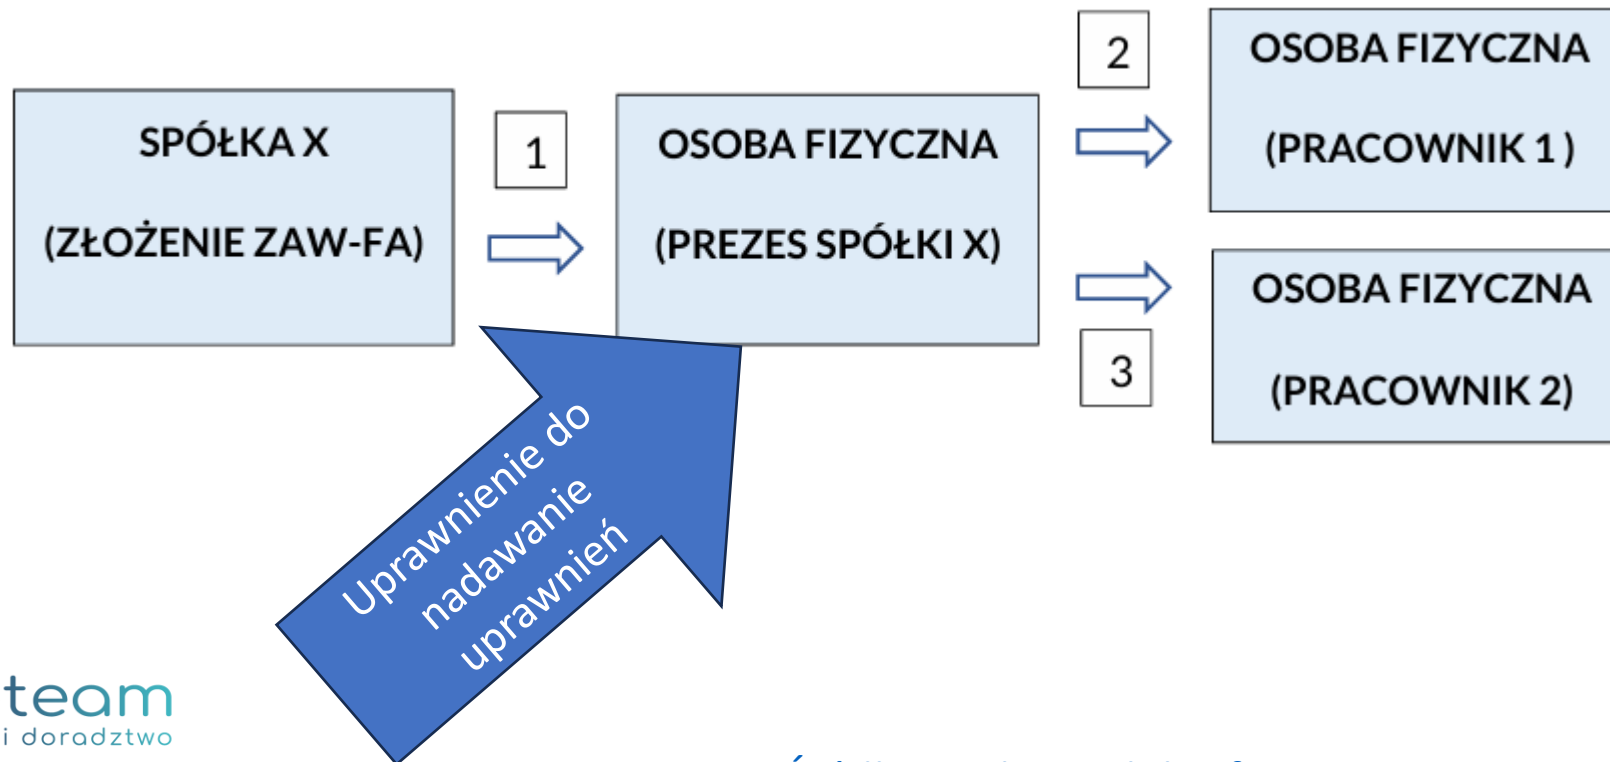 SPÓŁKA X
(ZŁOŻENIE ZAW-FA)
1
OSOBA FIZYCZNA
(PREZES SPÓŁKI X)
2
OSOBA FIZYCZNA
(PRACOWNIK 1 )
OSOBA FIZYCZNA
(PRACOWNIK 2)
3
Uprawnienie do
nadawanie
uprawnień
team
i doradztwo